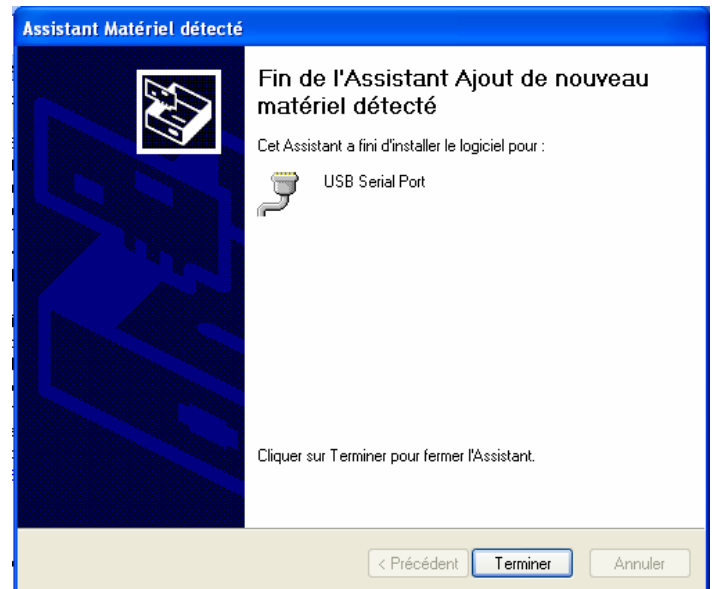 Assistant Matériel détecté
Fin de l'Assistant Ajout de nouveau
matériel détecté
Cet Assistant a fini d'installer le logiciel pour :
USB Serial Port
Cliquer sur Terminer pour fermer l'Assistant.
< Précédent Terminer Annuler